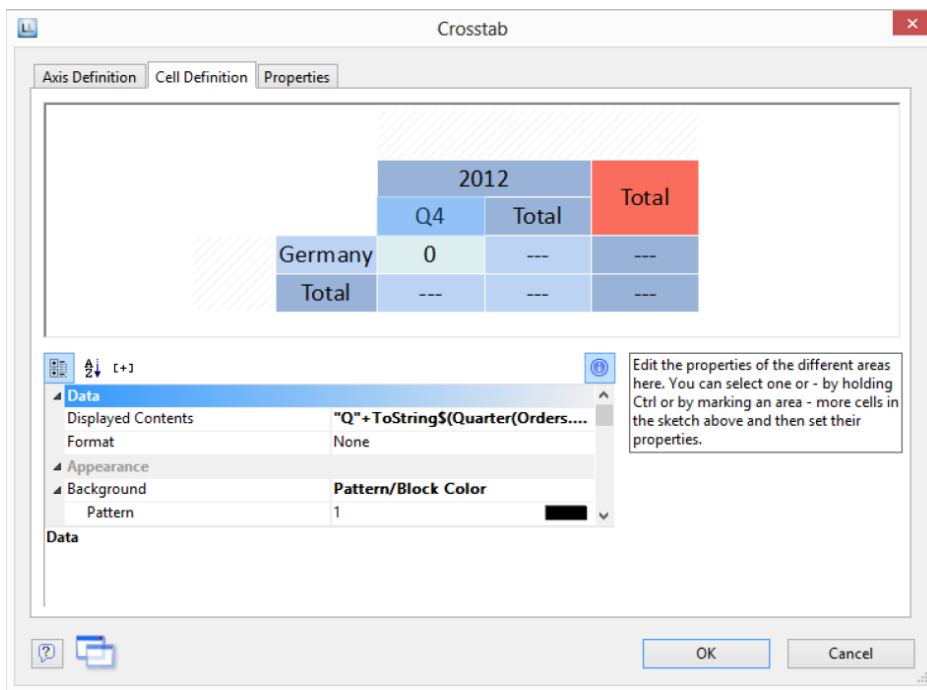 LL
Crosstab
Axis Definition Cell Definition Properties
2012 Total
Q4 Total
Germany 0 --- ---
Total --- --- ---
A Z [+]
Edit the properties of the different areas
here. You can select one or - by holding
Ctrl or by marking an area - more cells in
the sketch above and then set their
properties.
Data
Displayed Contents "Q"+ToString$(Quarter(Orders....
Format None
Appearance
Background Pattern/Block Color
Pattern 1
Data
OK Cancel